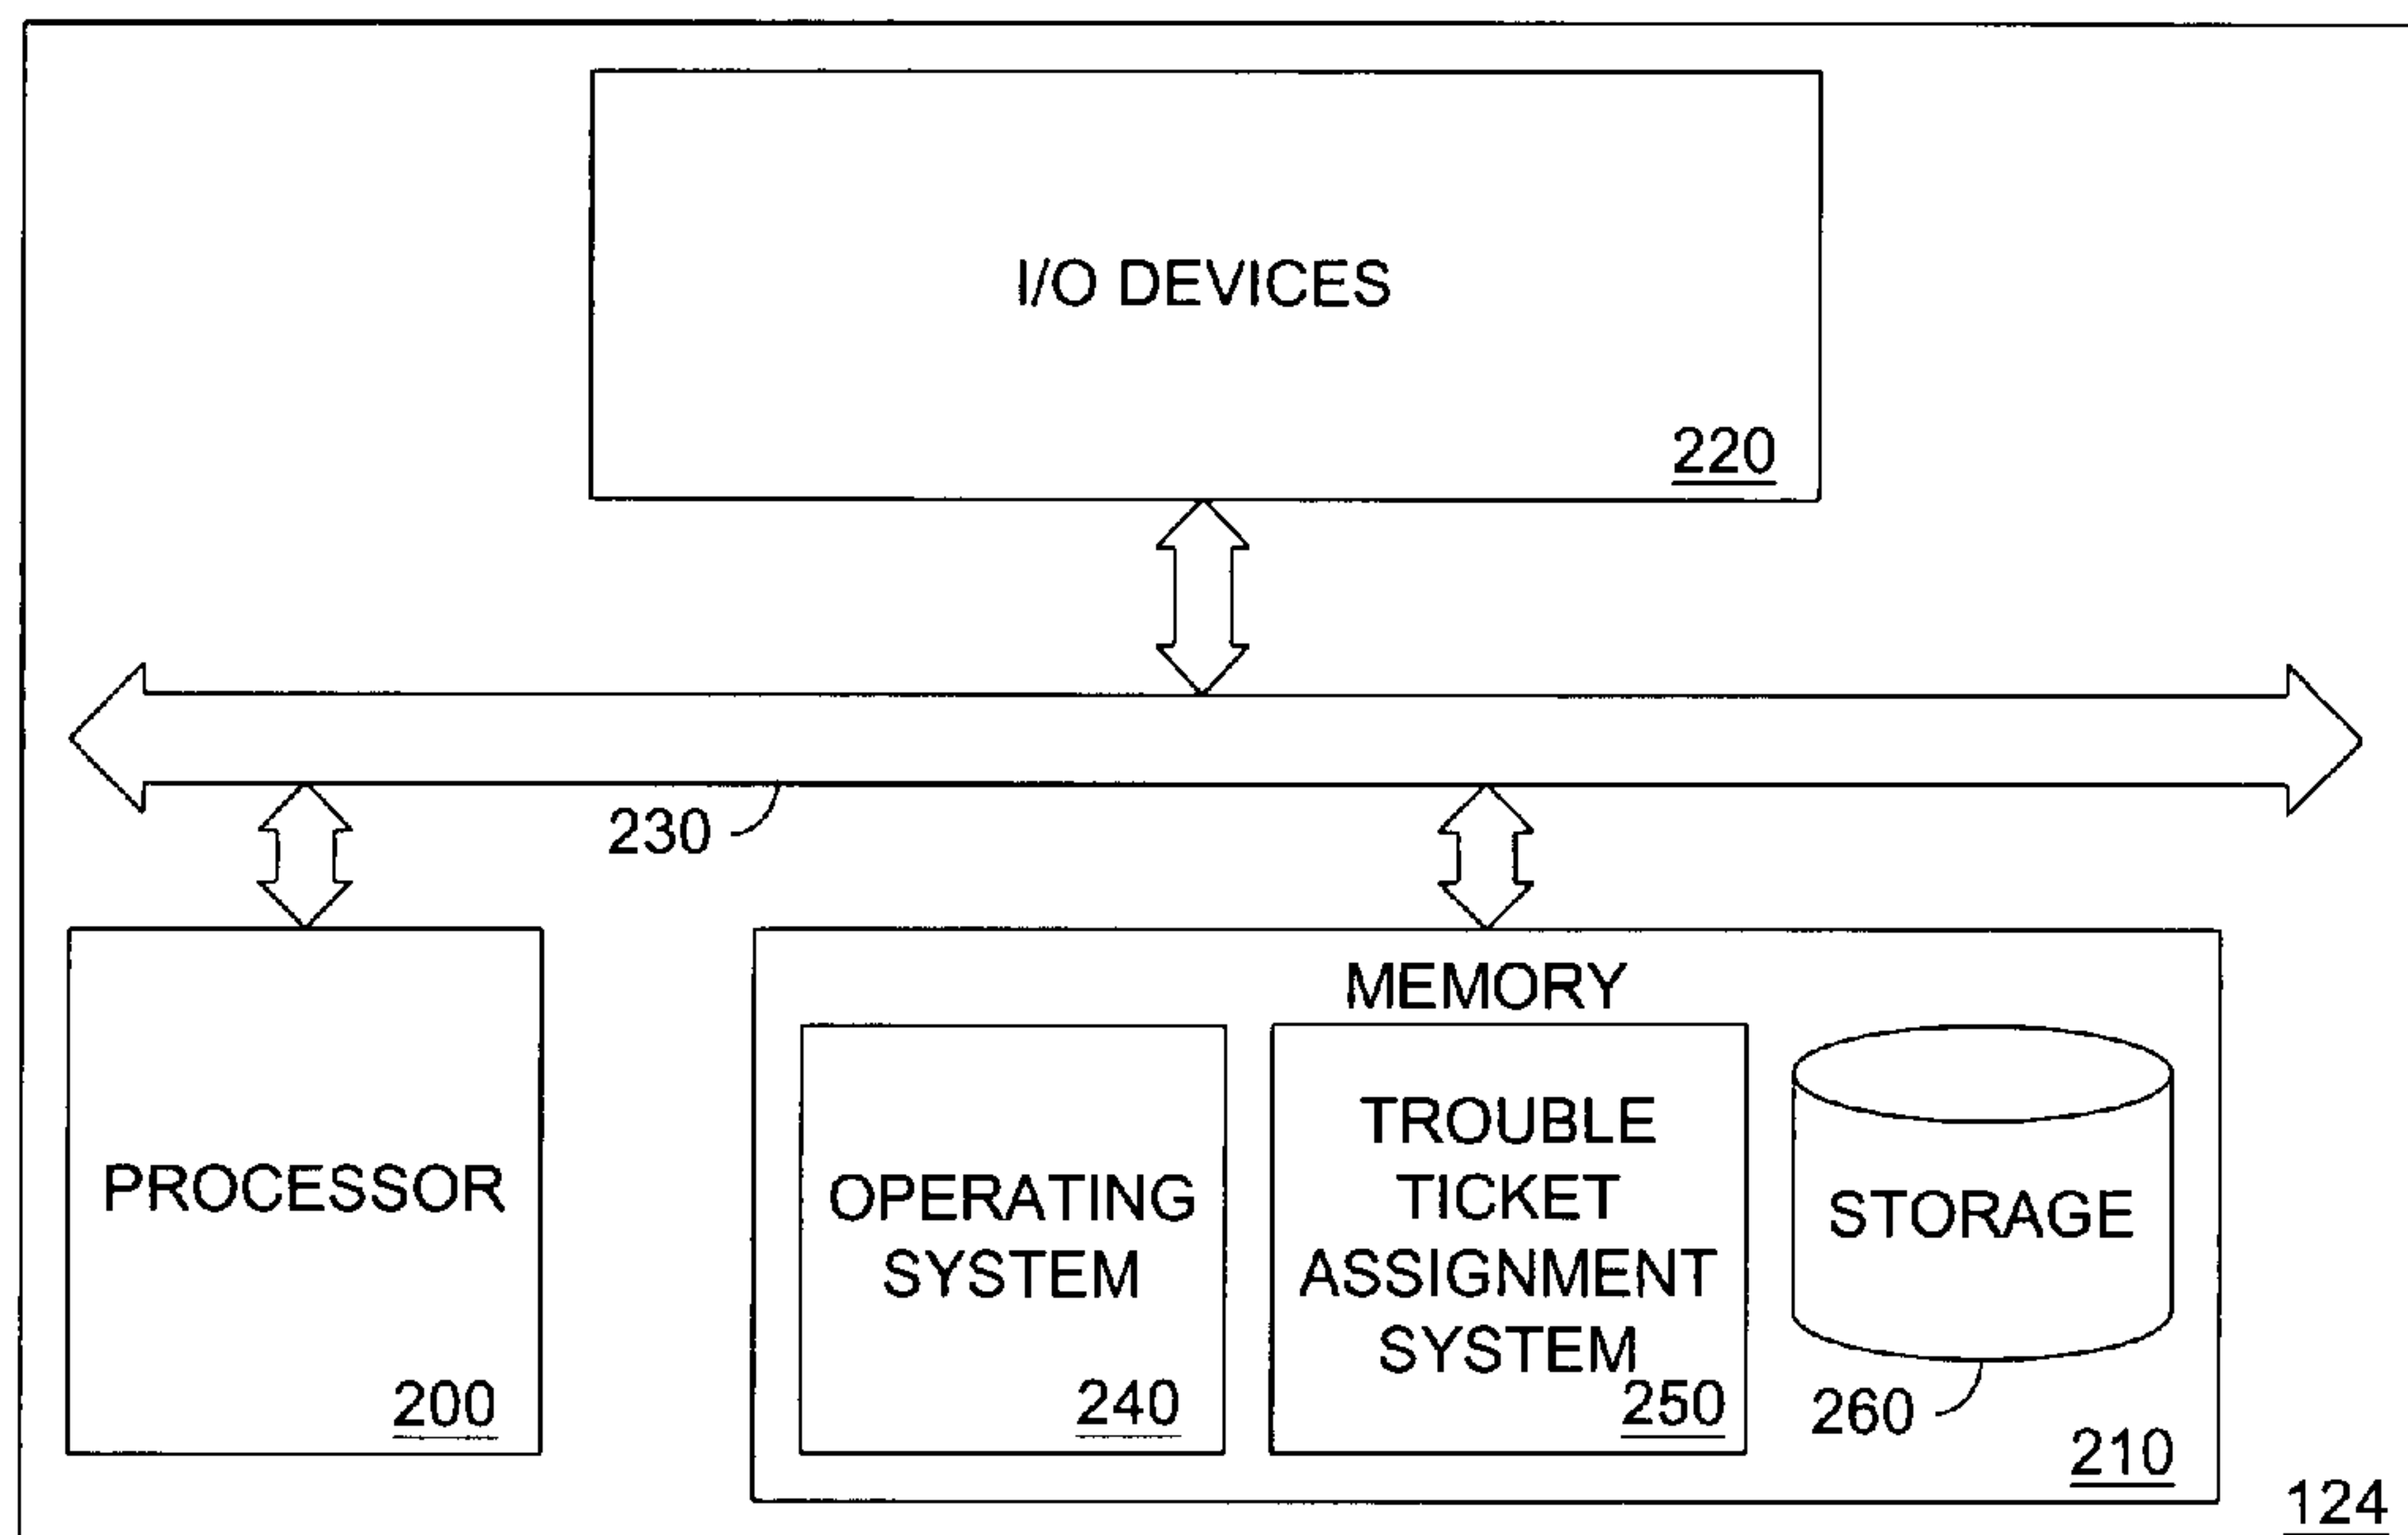 I/O DEVICES
220
230
PROCESSOR
200
MEMORY
OPERATING
SYSTEM
240
TROUBLE
TICKET
ASSIGNMENT
SYSTEM
250
STORAGE
260
210
124